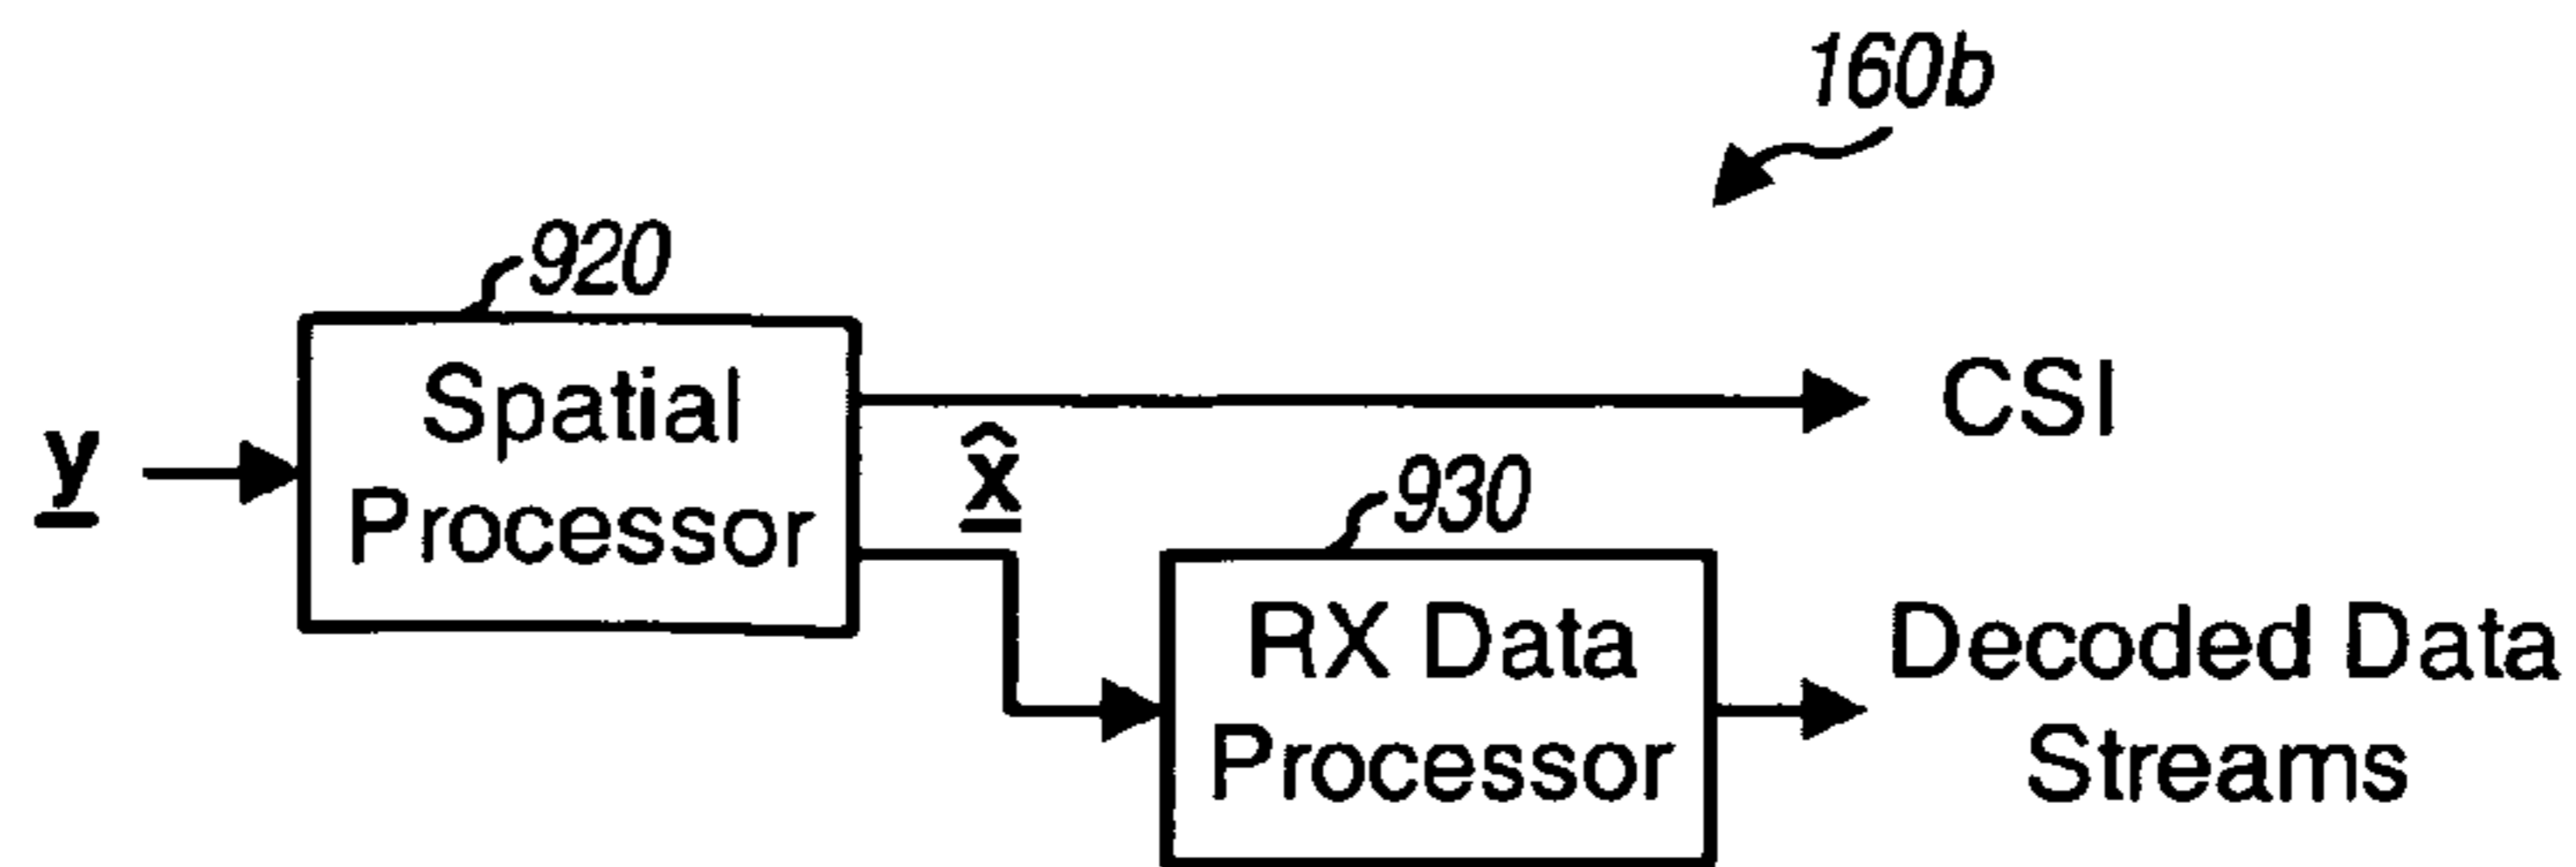 160b
920
Spatial
Processor
CSI
y
x̂
930
RX Data
Processor
Decoded Data
Streams